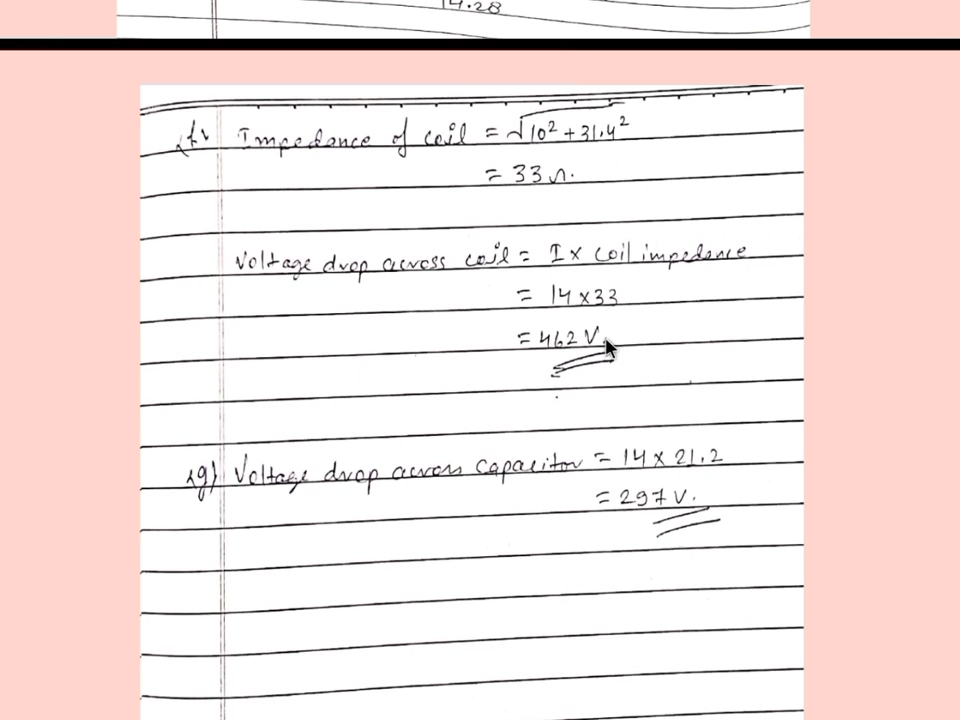 14.28
(f) Impedance of coil = √10² + 31.4²
= 33 Ω.
Voltage drop across coil = I × coil impedance
= 14 × 33
= 462 V.
(g) Voltage drop across capacitor = 14 × 21.2
= 297 V.